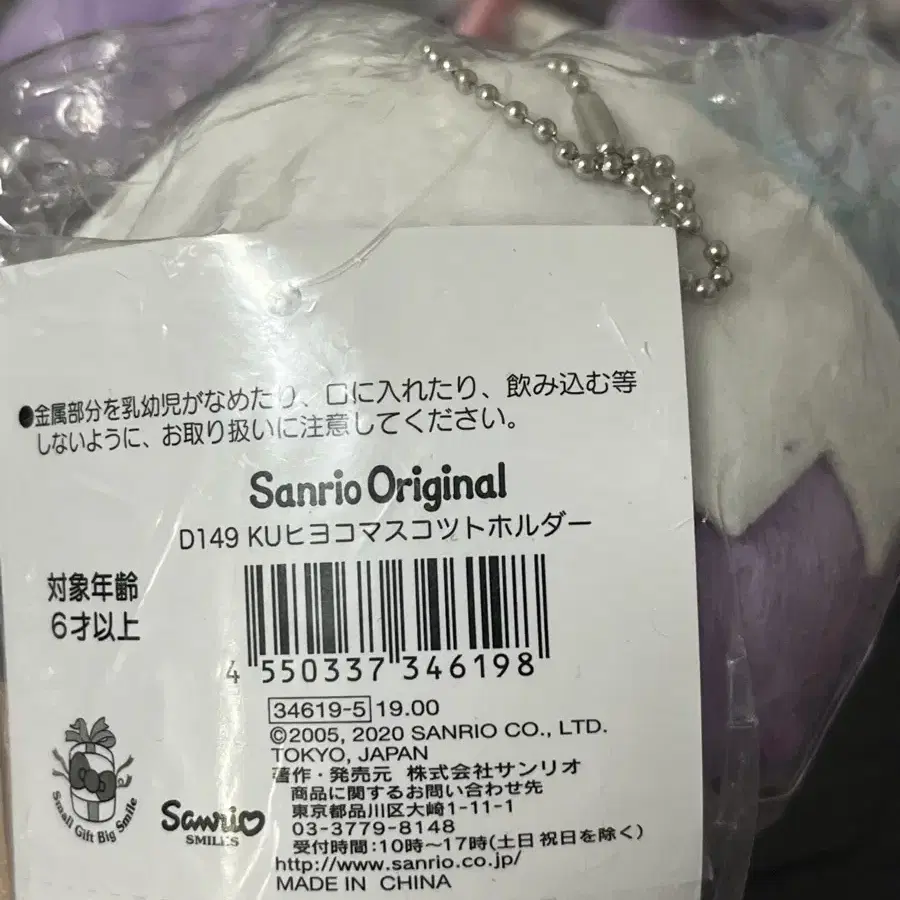 ●金属部分を乳幼児がなめたり、口に入れたり、飲み込む等
しないように、お取り扱いに注意してください。
Sanrio Original
D149 KUヒヨコマスコツトホルダー
対象年齢
6才以上
4 550337 346198
34619-5 19.00
©2005, 2020 SANRIO CO., LTD.
TOKYO, JAPAN
著作・発売元 株式会社サンリオ
商品に関するお問い合わせ先
東京都品川区大崎1-11-1
03-3779-8148
受付時間:10時～17時(土日祝日を除く)
http://www.sanrio.co.jp/
MADE IN CHINA
Small Gift Big Smile
Sanrio
SMILES